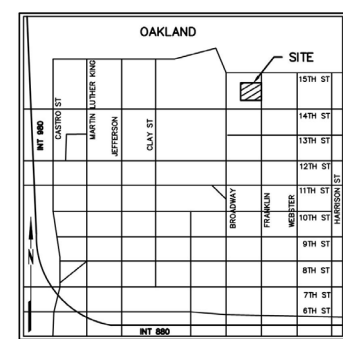 OAKLAND
SITE
15TH ST
14TH ST
13TH ST
12TH ST
11TH ST
10TH ST
9TH ST
8TH ST
7TH ST
6TH ST
INT 980
CASTRO ST
MARTIN LUTHER KING
JEFFERSON
CLAY ST
BROADWAY
FRANKLIN
WEBSTER
HARRISON ST
N
INT 880